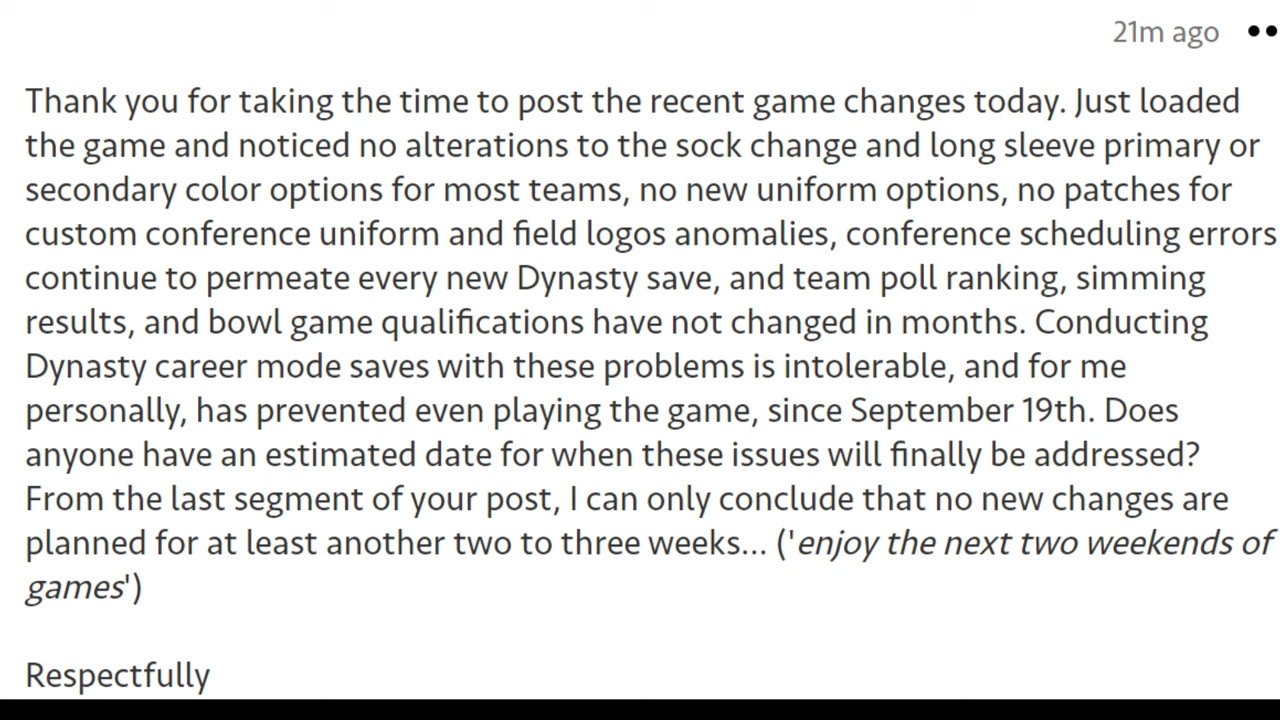 21m ago
Thank you for taking the time to post the recent game changes today. Just loaded
the game and noticed no alterations to the sock change and long sleeve primary or
secondary color options for most teams, no new uniform options, no patches for
custom conference uniform and field logos anomalies, conference scheduling errors
continue to permeate every new Dynasty save, and team poll ranking, simming
results, and bowl game qualifications have not changed in months. Conducting
Dynasty career mode saves with these problems is intolerable, and for me
personally, has prevented even playing the game, since September 19th. Does
anyone have an estimated date for when these issues will finally be addressed?
From the last segment of your post, I can only conclude that no new changes are
planned for at least another two to three weeks... ('enjoy the next two weekends of
games')
Respectfully